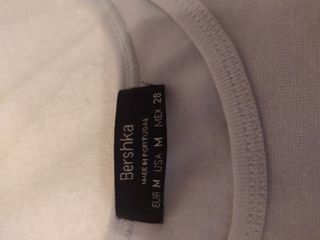 Bershka
MADE IN PORTUGAL
EUR M USA M MEX 28